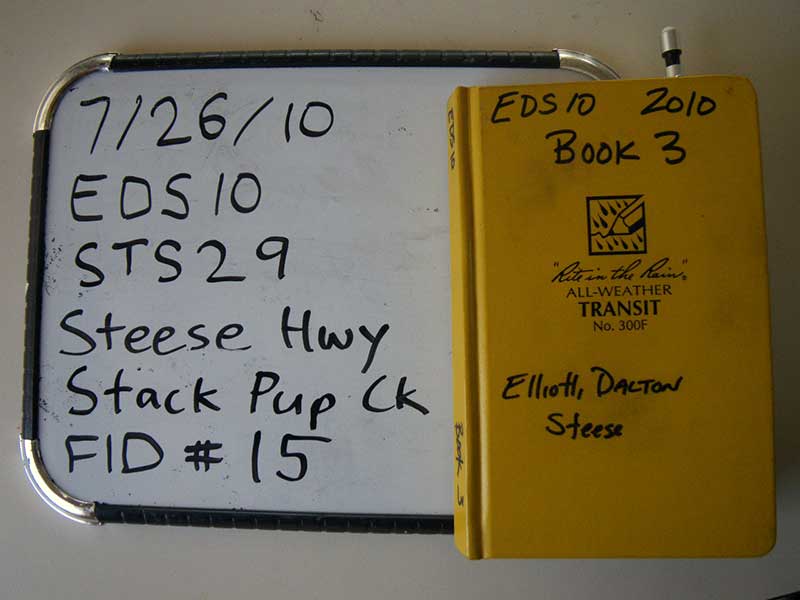 7/26/10
EDS10
STS29
Steese Hwy
Stack Pup Ck
FID # 15
EDS 10
Book 3
EDS10 2010
Book 3
"Rite in the Rain"®
ALL-WEATHER
TRANSIT
No. 300F
Elliott, DALTON
Steese